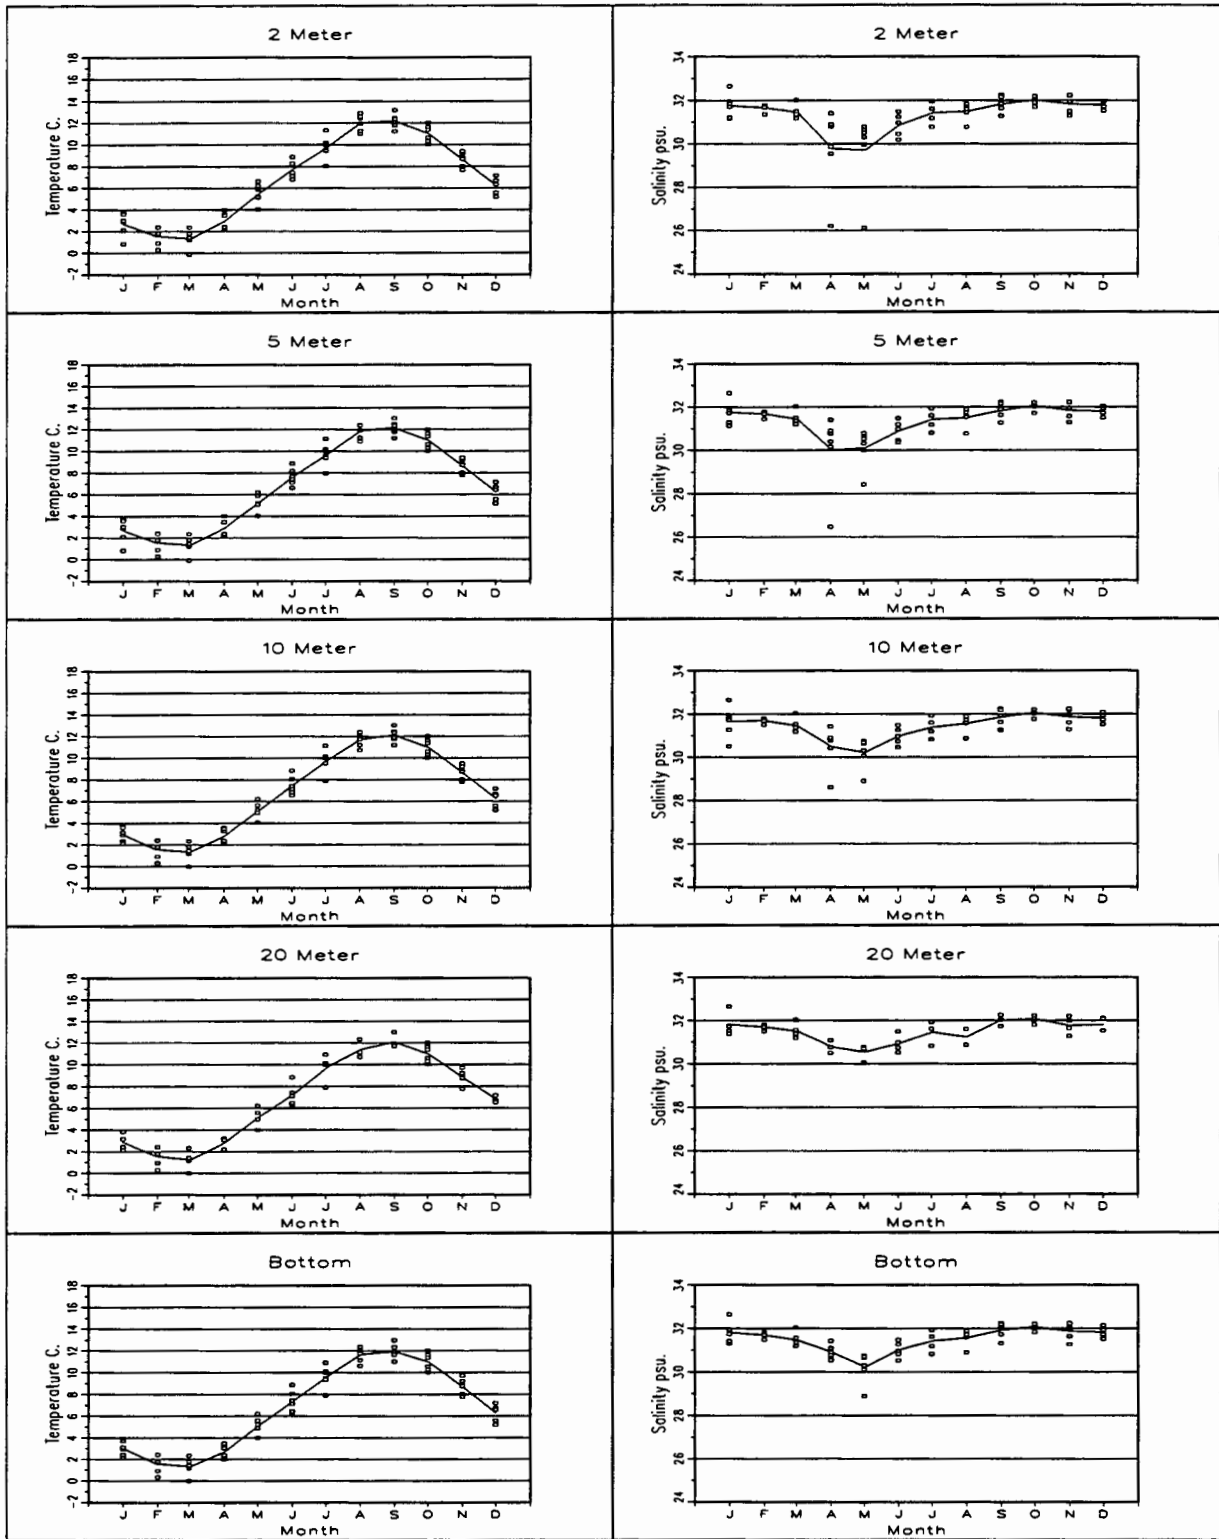 2 Meter
Temperature C.
18
16
14
12
10
8
6
4
2
0
-2
J F M A M J J A S O N D
Month
2 Meter
Salinity psu.
34
32
30
28
26
24
J F M A M J J A S O N D
Month
5 Meter
Temperature C.
18
16
14
12
10
8
6
4
2
0
-2
J F M A M J J A S O N D
Month
5 Meter
Salinity psu.
34
32
30
28
26
24
J F M A M J J A S O N D
Month
10 Meter
Temperature C.
18
16
14
12
10
8
6
4
2
0
-2
J F M A M J J A S O N D
Month
10 Meter
Salinity psu.
34
32
30
28
26
24
J F M A M J J A S O N D
Month
20 Meter
Temperature C.
18
16
14
12
10
8
6
4
2
0
-2
J F M A M J J A S O N D
Month
20 Meter
Salinity psu.
34
32
30
28
26
24
J F M A M J J A S O N D
Month
Bottom
Temperature C.
18
16
14
12
10
8
6
4
2
0
-2
J F M A M J J A S O N D
Month
Bottom
Salinity psu.
34
32
30
28
26
24
J F M A M J J A S O N D
Month